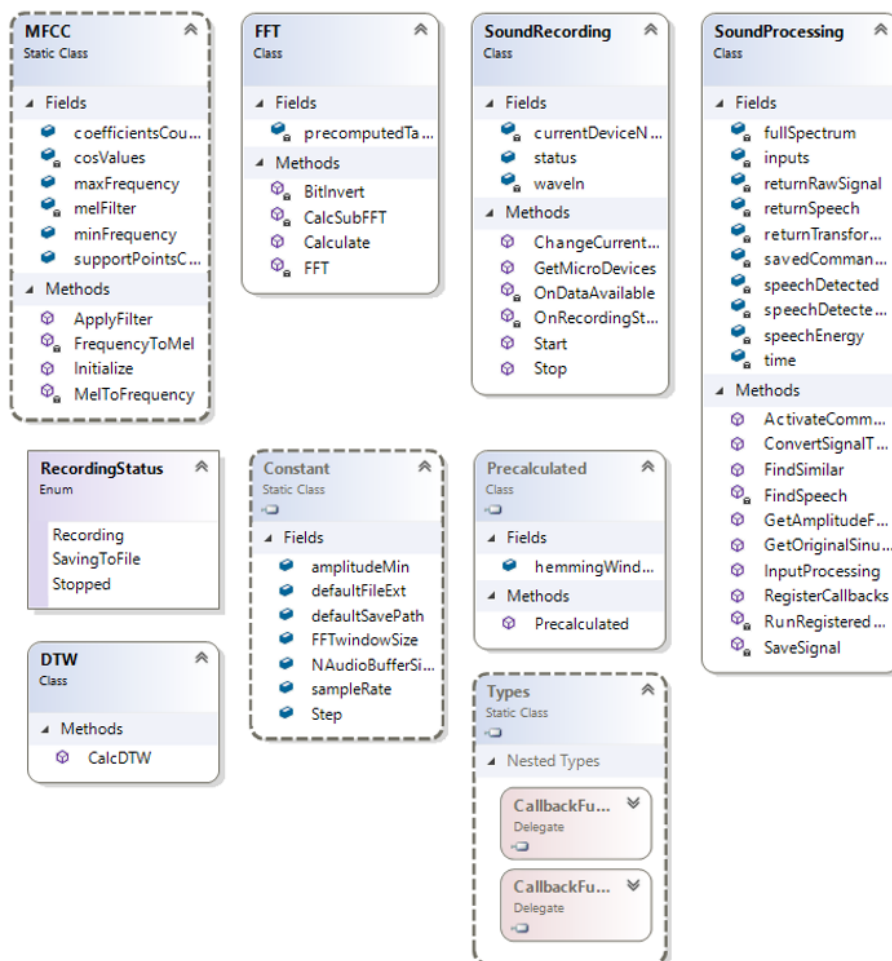 MFCC
Static Class
Fields
coefficientsCou...
cosValues
maxFrequency
melFilter
minFrequency
supportPointsC...
Methods
ApplyFilter
FrequencyToMel
Initialize
MelToFrequency
FFT
Class
Fields
precomputedTa...
Methods
BitInvert
CalcSubFFT
Calculate
FFT
SoundRecording
Class
Fields
currentDeviceN...
status
waveIn
Methods
ChangeCurrent...
GetMicroDevices
OnDataAvailable
OnRecordingSt...
Start
Stop
SoundProcessing
Class
Fields
fullSpectrum
inputs
returnRawSignal
returnSpeech
returnTransfor...
savedComman...
speechDetected
speechDetecte...
speechEnergy
time
Methods
ActivateComm...
ConvertSignalT...
FindSimilar
FindSpeech
GetAmplitudeF...
GetOriginalSinu...
InputProcessing
RegisterCallbacks
RunRegistered...
SaveSignal
RecordingStatus
Enum
Recording
SavingToFile
Stopped
Constant
Static Class
Fields
amplitudeMin
defaultFileExt
defaultSavePath
FFTwindowSize
NAudioBufferSi...
sampleRate
Step
Precalculated
Class
Fields
hemmingWind...
Methods
Precalculated
DTW
Class
Methods
CalcDTW
Types
Static Class
Nested Types
CallbackFu...
Delegate
CallbackFu...
Delegate